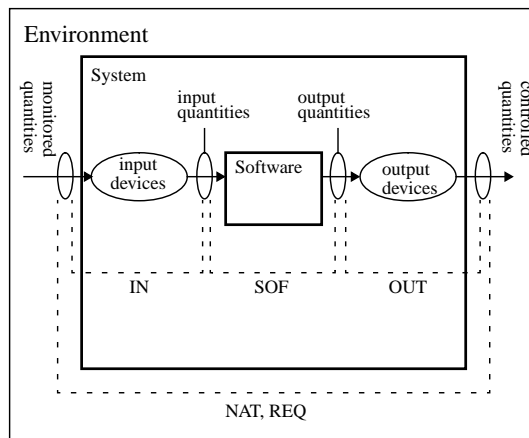 Environment
System
monitored
quantities
input
quantities
output
quantities
controlled
quantities
input
devices
Software
output
devices
IN
SOF
OUT
NAT, REQ